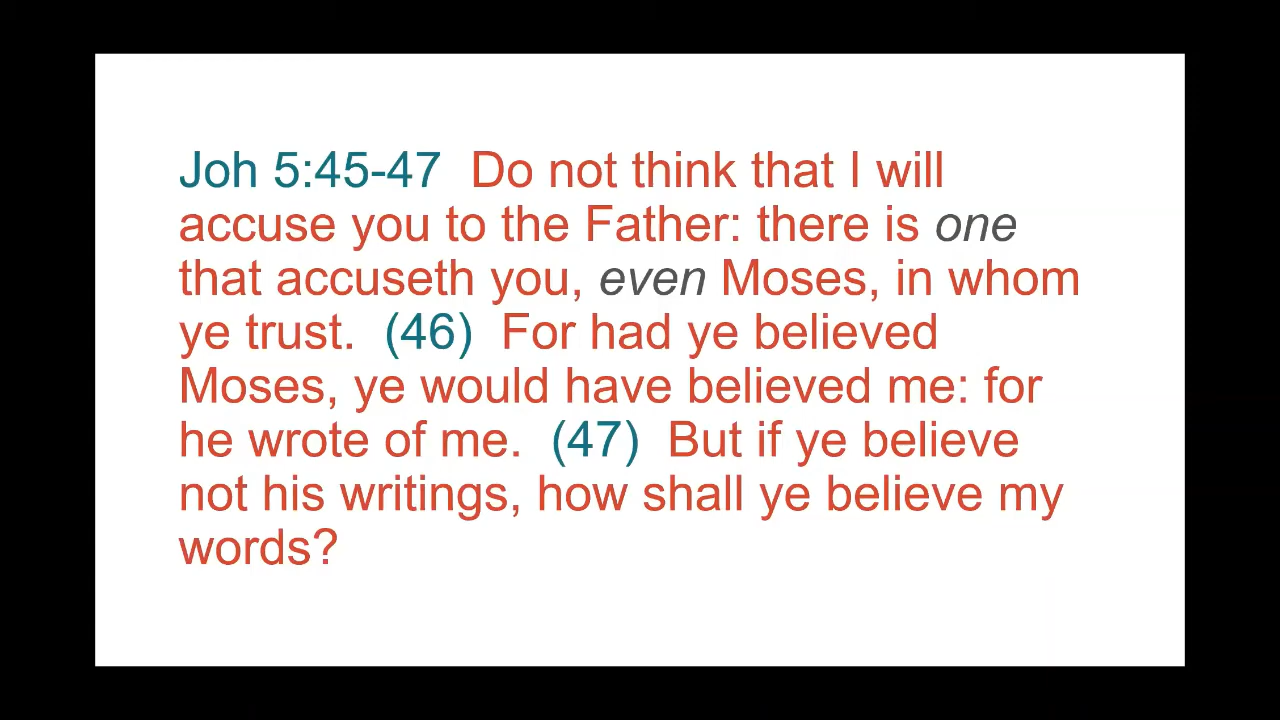 Joh 5:45-47  Do not think that I will
accuse you to the Father: there is one
that accuseth you, even Moses, in whom
ye trust.  (46)  For had ye believed
Moses, ye would have believed me: for
he wrote of me.  (47)  But if ye believe
not his writings, how shall ye believe my
words?